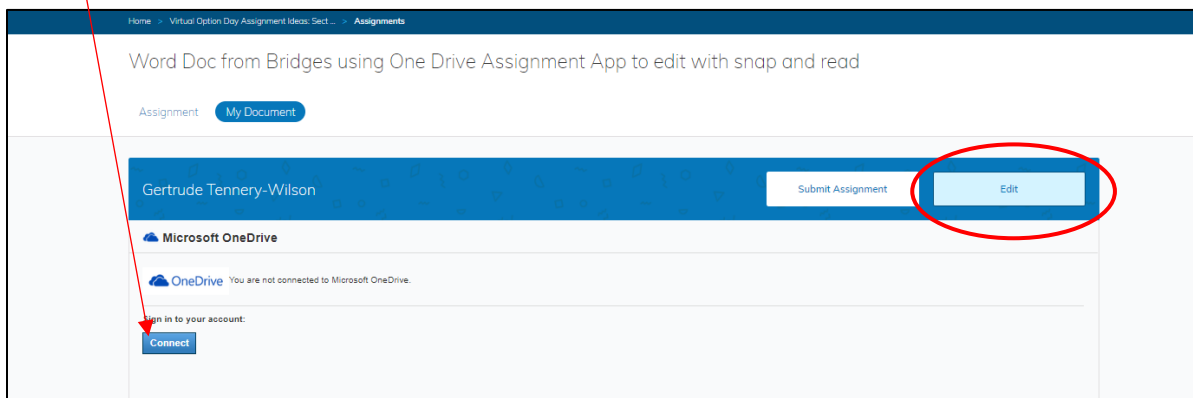 Home > Virtual Option Day Assignment Ideas: Sect ... > Assignments
Word Doc from Bridges using One Drive Assignment App to edit with snap and read
Assignment My Document
Gertrude Tennery-Wilson Submit Assignment Edit
Microsoft OneDrive
OneDrive You are not connected to Microsoft OneDrive.
Sign in to your account:
Connect